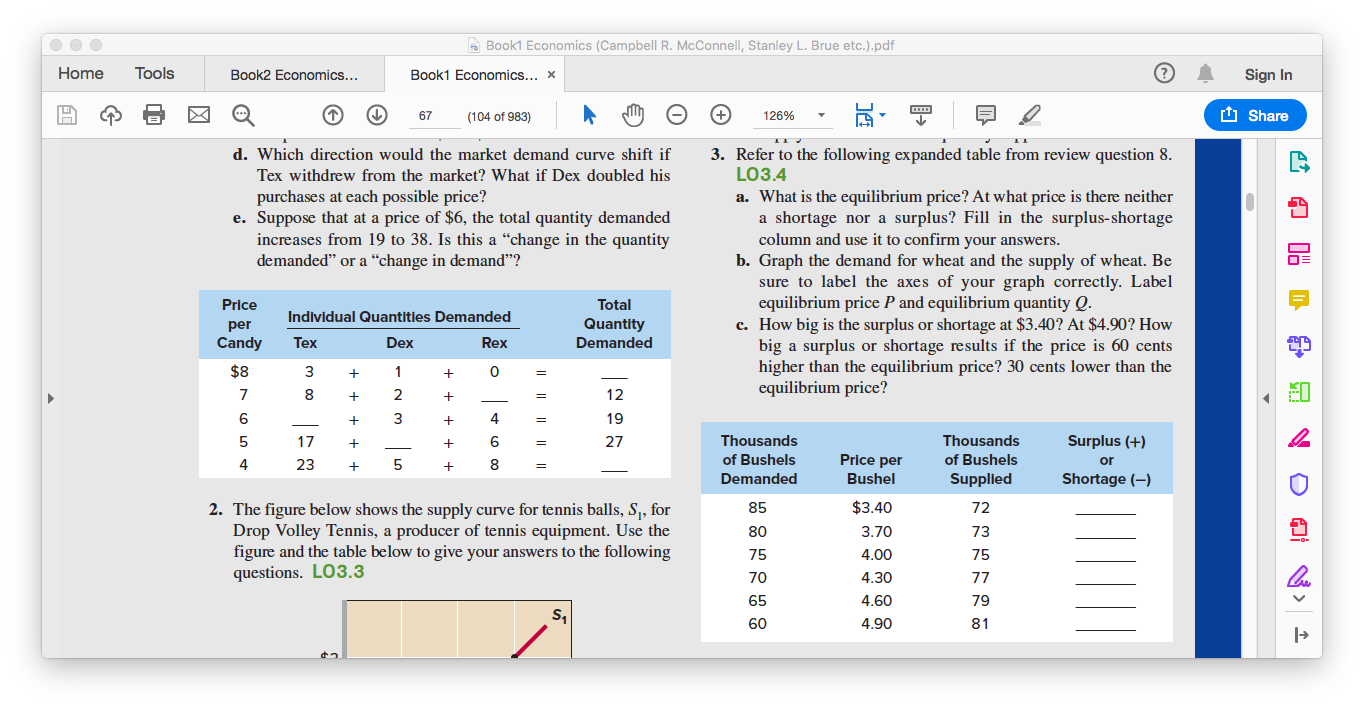 Book1 Economics (Campbell R. McConnell, Stanley L. Brue etc.).pdf
Home Tools Book2 Economics... Book1 Economics... × ? Sign In
67 (104 of 983) 126% Share
d. Which direction would the market demand curve shift if
Tex withdrew from the market? What if Dex doubled his
purchases at each possible price?
e. Suppose that at a price of $6, the total quantity demanded
increases from 19 to 38. Is this a “change in the quantity
demanded” or a “change in demand”?
Price per Candy Individual Quantities Demanded Total Quantity Demanded
Tex Dex Rex
$8 3 + 1 + 0 = ___
7 8 + 2 + ___ = 12
6 ___ + 3 + 4 = 19
5 17 + ___ + 6 = 27
4 23 + 5 + 8 = ___
2. The figure below shows the supply curve for tennis balls, S1, for
Drop Volley Tennis, a producer of tennis equipment. Use the
figure and the table below to give your answers to the following
questions. LO3.3
S1
3. Refer to the following expanded table from review question 8.
LO3.4
a. What is the equilibrium price? At what price is there neither
a shortage nor a surplus? Fill in the surplus-shortage
column and use it to confirm your answers.
b. Graph the demand for wheat and the supply of wheat. Be
sure to label the axes of your graph correctly. Label
equilibrium price P and equilibrium quantity Q.
c. How big is the surplus or shortage at $3.40? At $4.90? How
big a surplus or shortage results if the price is 60 cents
higher than the equilibrium price? 30 cents lower than the
equilibrium price?
Thousands of Bushels Demanded Price per Bushel Thousands of Bushels Supplied Surplus (+) or Shortage (−)
85 $3.40 72 ___
80 3.70 73 ___
75 4.00 75 ___
70 4.30 77 ___
65 4.60 79 ___
60 4.90 81 ___